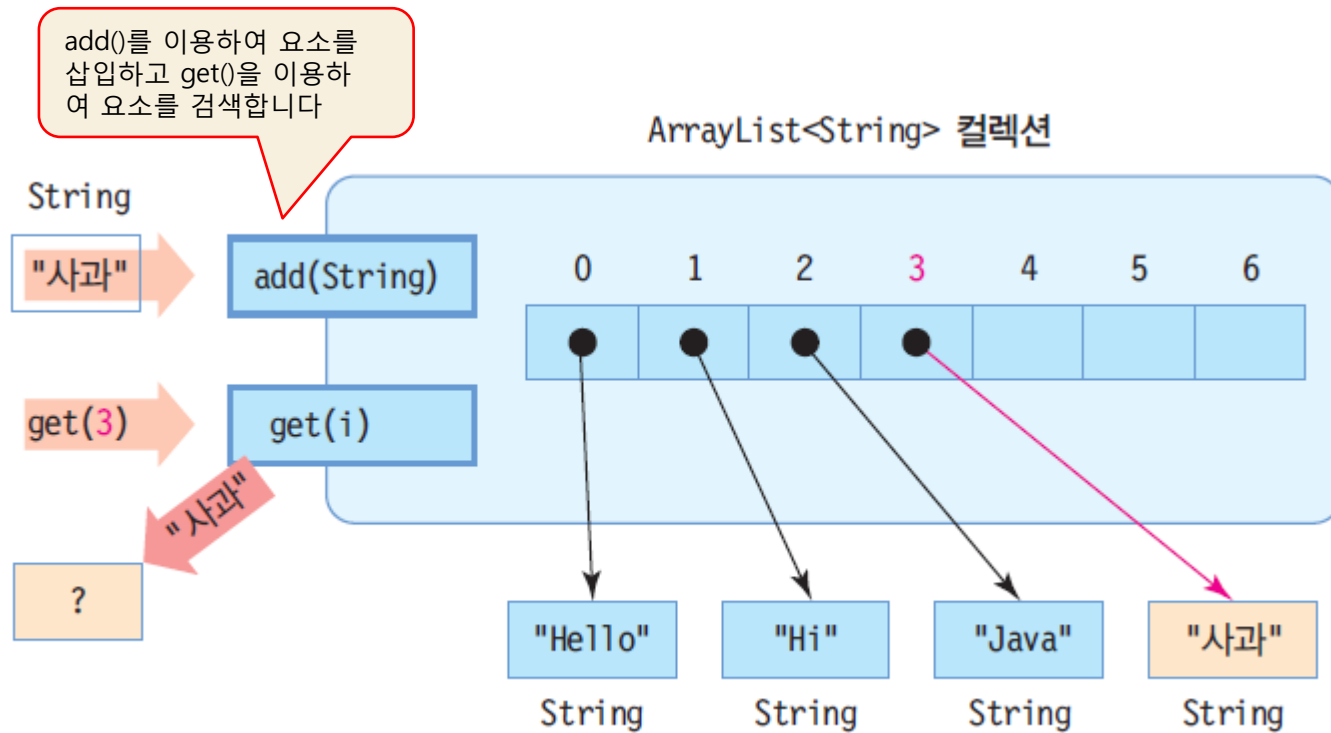 add()를 이용하여 요소를
삽입하고 get()을 이용하
여 요소를 검색합니다
ArrayList<String> 컬렉션
String
"사과"
add(String)
0 1 2 3 4 5 6
get(3)
get(i)
"사과"
?
"Hello" "Hi" "Java" "사과"
String String String String